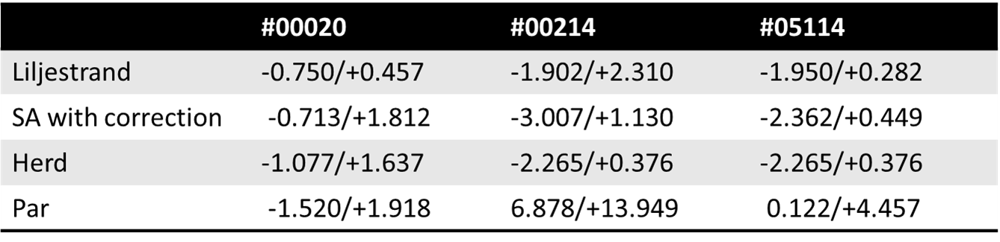 #00020 #00214 #05114
Liljestrand -0.750/+0.457 -1.902/+2.310 -1.950/+0.282
SA with correction -0.713/+1.812 -3.007/+1.130 -2.362/+0.449
Herd -1.077/+1.637 -2.265/+0.376 -2.265/+0.376
Par -1.520/+1.918 6.878/+13.949 0.122/+4.457